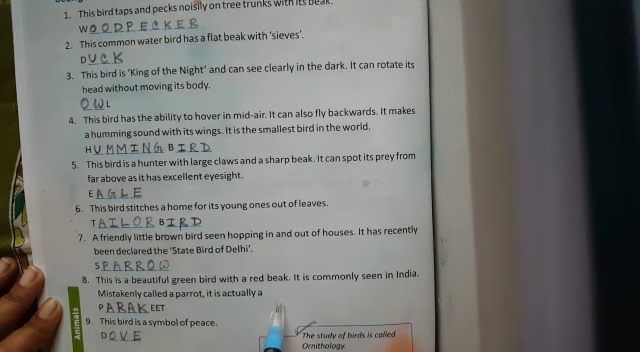 1. This bird taps and pecks noisily on tree trunks with its beak.
WOODPECKER
2. This common water bird has a flat beak with 'sieves'.
DUCK
3. This bird is 'King of the Night' and can see clearly in the dark. It can rotate its
head without moving its body.
OWL
4. This bird has the ability to hover in mid-air. It can also fly backwards. It makes
a humming sound with its wings. It is the smallest bird in the world.
HUMMING BIRD
5. This bird is a hunter with large claws and a sharp beak. It can spot its prey from
far above as it has excellent eyesight.
EAGLE
6. This bird stitches a home for its young ones out of leaves.
TAILOR BIRD
7. A friendly little brown bird seen hopping in and out of houses. It has recently
been declared the 'State Bird of Delhi'.
SPARROW
8. This is a beautiful green bird with a red beak. It is commonly seen in India.
Mistakenly called a parrot, it is actually a
PARAKEET
9. This bird is a symbol of peace.
DOVE
Animals
The study of birds is called
Ornithology.